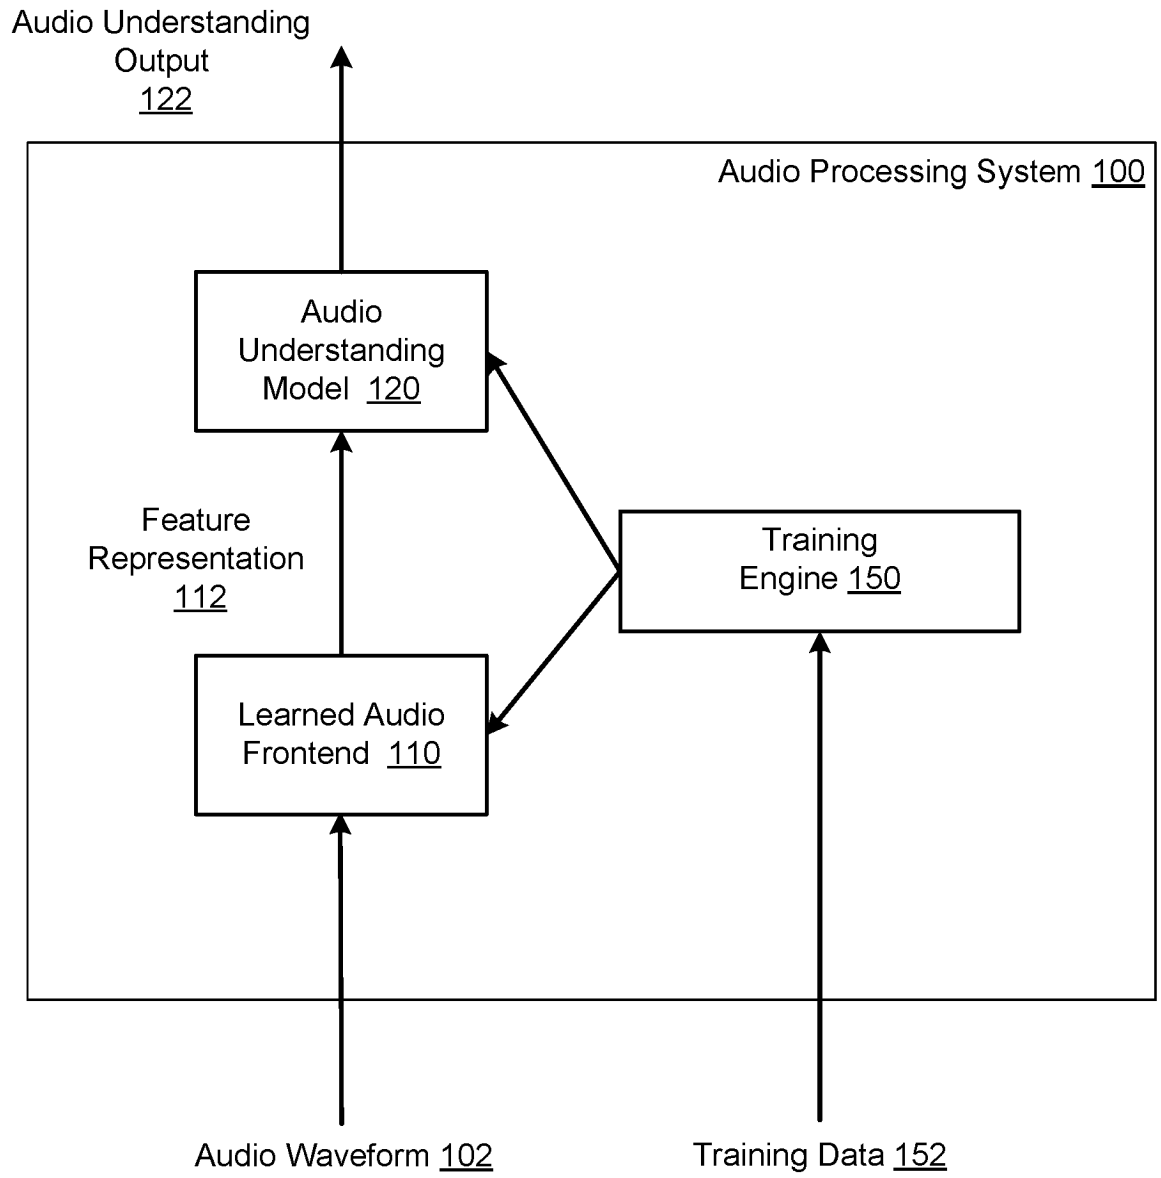 Audio Understanding
Output
122
Audio Processing System 100
Audio
Understanding
Model 120
Feature
Representation
112
Training
Engine 150
Learned Audio
Frontend 110
Audio Waveform 102
Training Data 152